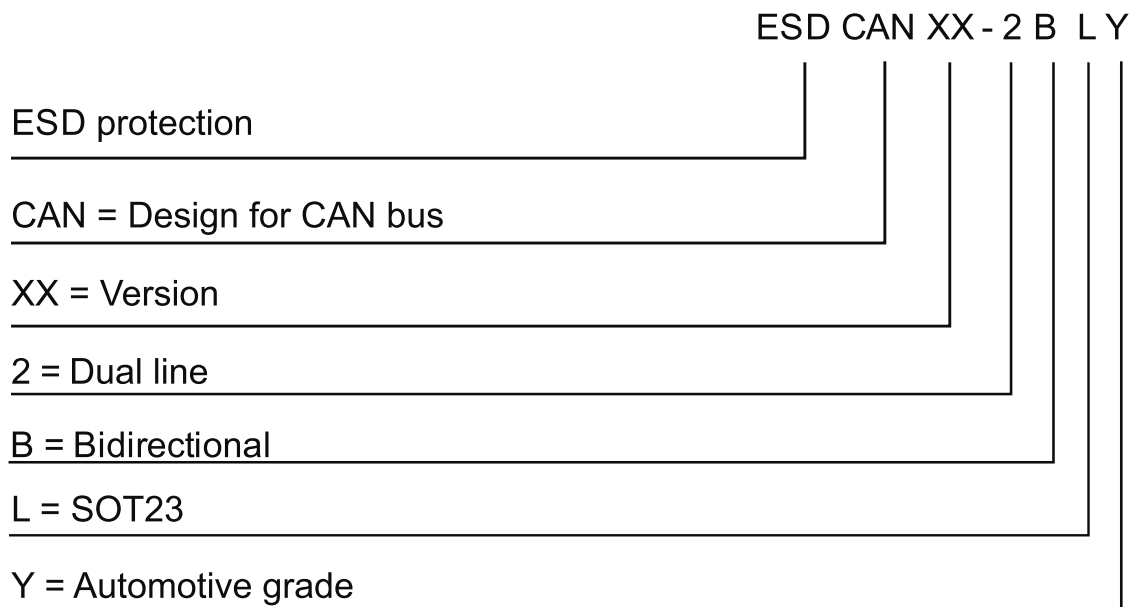 ESD CAN XX - 2 B L Y
ESD protection
CAN = Design for CAN bus
XX = Version
2 = Dual line
B = Bidirectional
L = SOT23
Y = Automotive grade